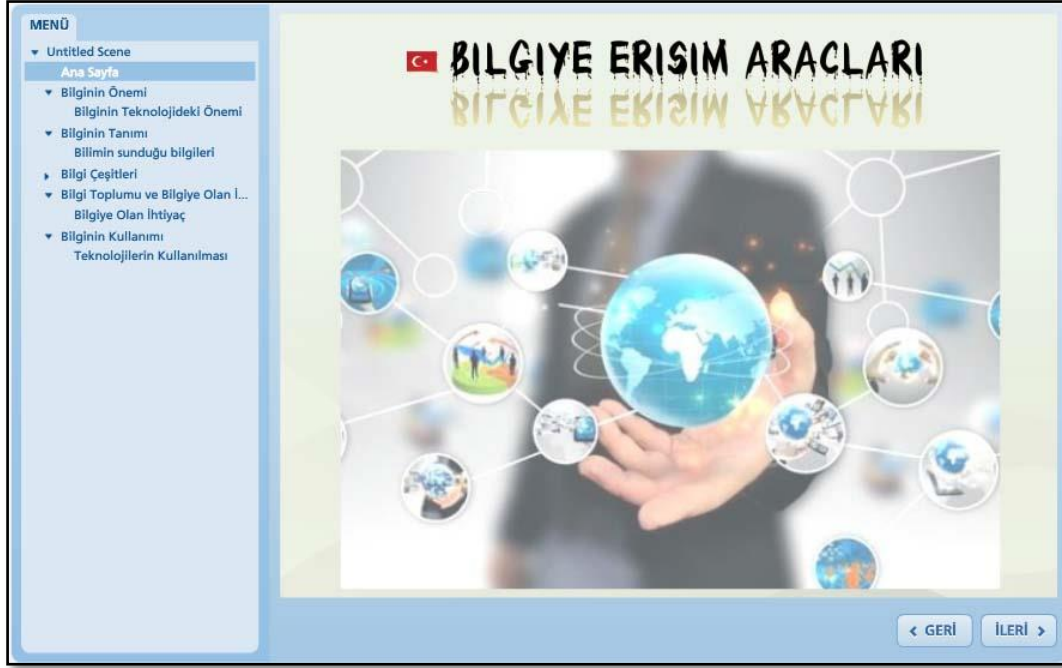 MENÜ
Untitled Scene
Ana Sayfa
Bilginin Önemi
Bilginin Teknolojideki Önemi
Bilginin Tanımı
Bilimin sunduğu bilgileri
Bilgi Çeşitleri
Bilgi Toplumu ve Bilgiye Olan İ...
Bilgiye Olan İhtiyaç
Bilginin Kullanımı
Teknolojilerin Kullanılması
BILGIYE ERISIM ARACLARI
< GERİ
İLERİ >